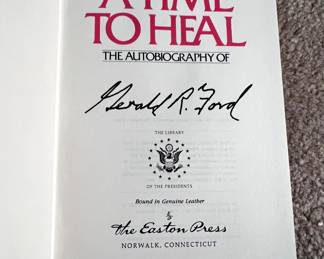 A TIME
TO HEAL
THE AUTOBIOGRAPHY OF
Gerald R. Ford
THE LIBRARY
OF THE PRESIDENTS
Bound in Genuine Leather
The Easton Press
NORWALK, CONNECTICUT